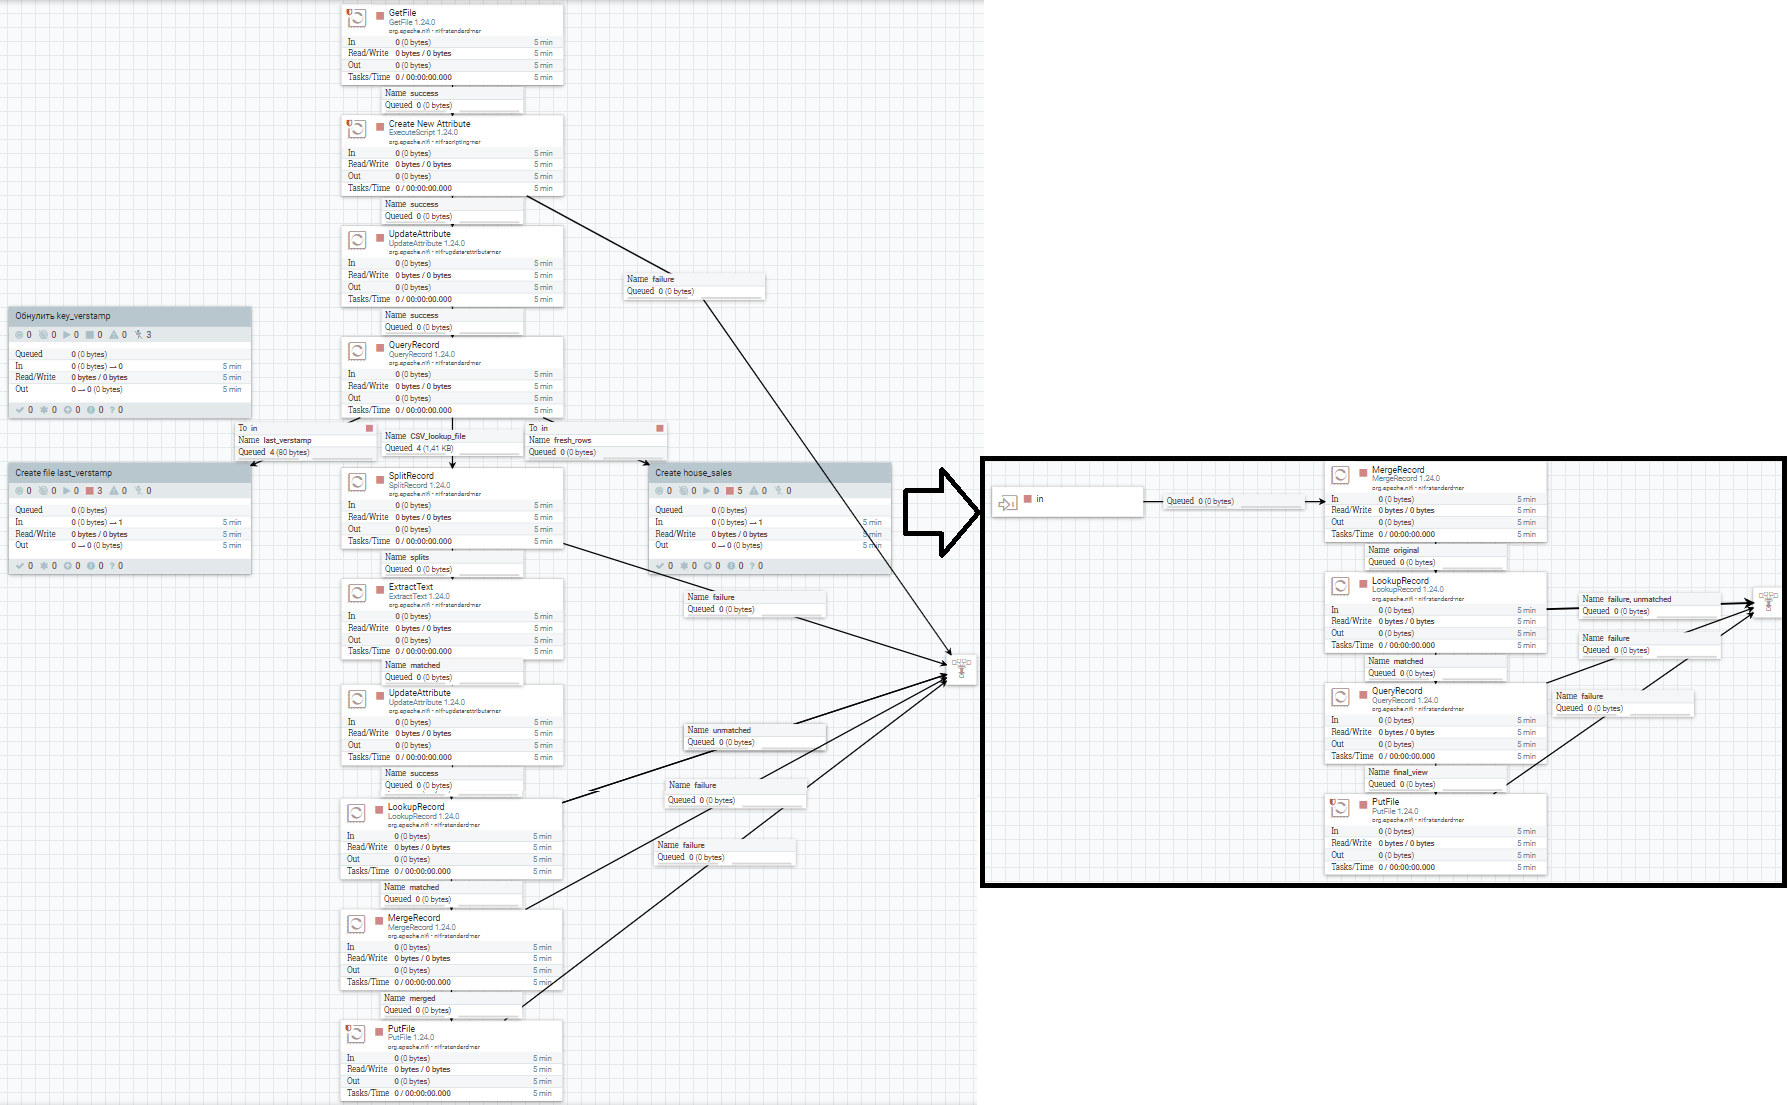 GetFile
GetFile 1.24.0
org.apache.nifi - nifi-standard-nar
In 0 (0 bytes) 5 min
Read/Write 0 bytes / 0 bytes 5 min
Out 0 (0 bytes) 5 min
Tasks/Time 0 / 00:00:00.000 5 min
Name success
Queued 0 (0 bytes)
Create New Attribute
ExecuteScript 1.24.0
org.apache.nifi - nifi-scripting-nar
In 0 (0 bytes) 5 min
Read/Write 0 bytes / 0 bytes 5 min
Out 0 (0 bytes) 5 min
Tasks/Time 0 / 00:00:00.000 5 min
Name success
Queued 0 (0 bytes)
UpdateAttribute
UpdateAttribute 1.24.0
org.apache.nifi - nifi-update-attribute-nar
In 0 (0 bytes) 5 min
Read/Write 0 bytes / 0 bytes 5 min
Out 0 (0 bytes) 5 min
Tasks/Time 0 / 00:00:00.000 5 min
Name failure
Queued 0 (0 bytes)
Name success
Queued 0 (0 bytes)
Обнулить key_verstamp
0 0 0 0 0 3
Queued 0 (0 bytes)
In 0 (0 bytes) → 0 5 min
Read/Write 0 bytes / 0 bytes 5 min
Out 0 → 0 (0 bytes) 5 min
0 0 0 0 ? 0
QueryRecord
QueryRecord 1.24.0
org.apache.nifi - nifi-standard-nar
In 0 (0 bytes) 5 min
Read/Write 0 bytes / 0 bytes 5 min
Out 0 (0 bytes) 5 min
Tasks/Time 0 / 00:00:00.000 5 min
To in
Name last_verstamp
Queued 4 (80 bytes)
Name CSV_lookup_file
Queued 4 (1,41 KB)
To in
Name fresh_rows
Queued 0 (0 bytes)
Create file last_verstamp
0 0 0 3 0 0
Queued 0 (0 bytes)
In 0 (0 bytes) → 1 5 min
Read/Write 0 bytes / 0 bytes 5 min
Out 0 → 0 (0 bytes) 5 min
0 0 0 0 ? 0
SplitRecord
SplitRecord 1.24.0
org.apache.nifi - nifi-standard-nar
In 0 (0 bytes) 5 min
Read/Write 0 bytes / 0 bytes 5 min
Out 0 (0 bytes) 5 min
Tasks/Time 0 / 00:00:00.000 5 min
Create house_sales
0 0 0 5 0 0
Queued 0 (0 bytes)
In 0 (0 bytes) → 1 5 min
Read/Write 0 bytes / 0 bytes 5 min
Out 0 → 0 (0 bytes) 5 min
0 0 0 0 ? 0
Name splits
Queued 0 (0 bytes)
ExtractText
ExtractText 1.24.0
org.apache.nifi - nifi-standard-nar
In 0 (0 bytes) 5 min
Read/Write 0 bytes / 0 bytes 5 min
Out 0 (0 bytes) 5 min
Tasks/Time 0 / 00:00:00.000 5 min
Name failure
Queued 0 (0 bytes)
Name matched
Queued 0 (0 bytes)
UpdateAttribute
UpdateAttribute 1.24.0
org.apache.nifi - nifi-update-attribute-nar
In 0 (0 bytes) 5 min
Read/Write 0 bytes / 0 bytes 5 min
Out 0 (0 bytes) 5 min
Tasks/Time 0 / 00:00:00.000 5 min
Name unmatched
Queued 0 (0 bytes)
Name success
Queued 0 (0 bytes)
Name failure
Queued 0 (0 bytes)
LookupRecord
LookupRecord 1.24.0
org.apache.nifi - nifi-standard-nar
In 0 (0 bytes) 5 min
Read/Write 0 bytes / 0 bytes 5 min
Out 0 (0 bytes) 5 min
Tasks/Time 0 / 00:00:00.000 5 min
Name failure
Queued 0 (0 bytes)
Name matched
Queued 0 (0 bytes)
MergeRecord
MergeRecord 1.24.0
org.apache.nifi - nifi-standard-nar
In 0 (0 bytes) 5 min
Read/Write 0 bytes / 0 bytes 5 min
Out 0 (0 bytes) 5 min
Tasks/Time 0 / 00:00:00.000 5 min
Name merged
Queued 0 (0 bytes)
PutFile
PutFile 1.24.0
org.apache.nifi - nifi-standard-nar
In 0 (0 bytes) 5 min
Read/Write 0 bytes / 0 bytes 5 min
Out 0 (0 bytes) 5 min
Tasks/Time 0 / 00:00:00.000 5 min
in
Queued 0 (0 bytes)
MergeRecord
MergeRecord 1.24.0
org.apache.nifi - nifi-standard-nar
In 0 (0 bytes) 5 min
Read/Write 0 bytes / 0 bytes 5 min
Out 0 (0 bytes) 5 min
Tasks/Time 0 / 00:00:00.000 5 min
Name original
Queued 0 (0 bytes)
LookupRecord
LookupRecord 1.24.0
org.apache.nifi - nifi-standard-nar
In 0 (0 bytes) 5 min
Read/Write 0 bytes / 0 bytes 5 min
Out 0 (0 bytes) 5 min
Tasks/Time 0 / 00:00:00.000 5 min
Name failure, unmatched
Queued 0 (0 bytes)
Name failure
Queued 0 (0 bytes)
Name matched
Queued 0 (0 bytes)
QueryRecord
QueryRecord 1.24.0
org.apache.nifi - nifi-standard-nar
In 0 (0 bytes) 5 min
Read/Write 0 bytes / 0 bytes 5 min
Out 0 (0 bytes) 5 min
Tasks/Time 0 / 00:00:00.000 5 min
Name failure
Queued 0 (0 bytes)
Name final_view
Queued 0 (0 bytes)
PutFile
PutFile 1.24.0
org.apache.nifi - nifi-standard-nar
In 0 (0 bytes) 5 min
Read/Write 0 bytes / 0 bytes 5 min
Out 0 (0 bytes) 5 min
Tasks/Time 0 / 00:00:00.000 5 min